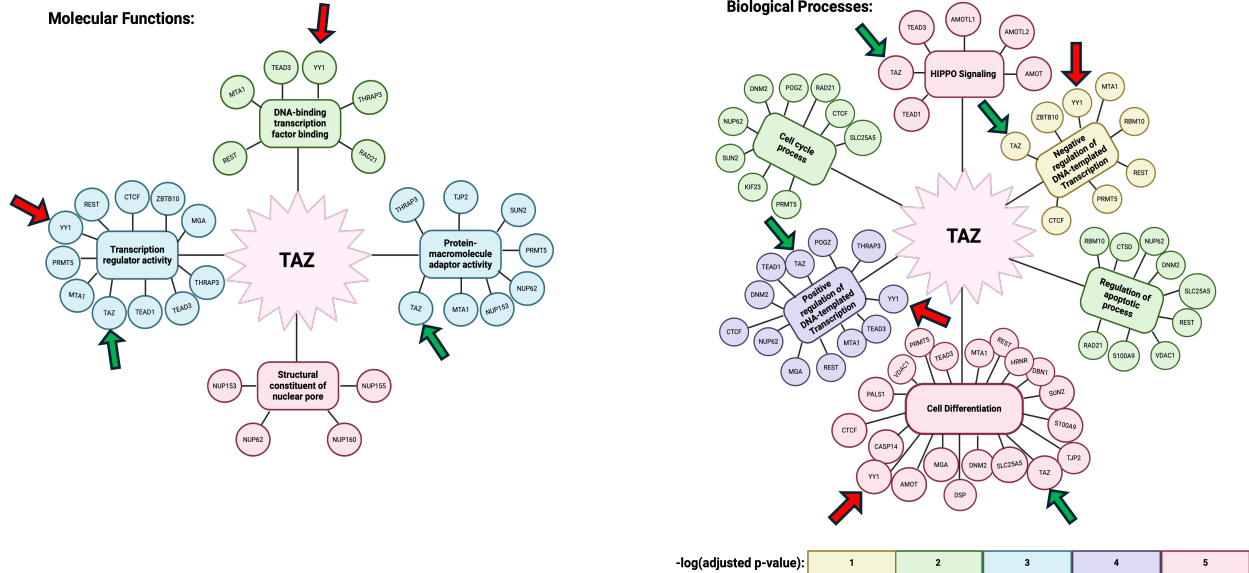 Molecular Functions:
TEAD3
YY1
MTA1
THRAP3
DNA-binding
transcription
factor binding
REST
RAD21
REST
CTCF
ZBTB10
MGA
YY1
Transcription
regulator activity
PRMT5
MTA1
TAZ
TEAD1
TEAD3
THRAP3
TAZ
THRAP3
TJP2
SUN2
Protein-
macromolecule
adaptor activity
PRMT5
NUP62
NUP153
MTA1
TAZ
Structural
constituent of
nuclear pore
NUP153
NUP155
NUP62
NUP160
Biological Processes:
AMOTL1
TEAD3
AMOTL2
TAZ
HIPPO Signaling
AMOT
TEAD1
DNM2
POGZ
RAD21
CTCF
NUP62
SLC25A5
Cell cycle
process
SUN2
KIF23
PRMT5
MTA1
YY1
ZBTB10
RBM10
TAZ
Negative
regulation of
DNA-templated
Transcription
REST
PRMT5
CTCF
TAZ
POGZ
THRAP3
TEAD1
TAZ
DNM2
Positive
regulation of
DNA-templated
Transcription
YY1
CTCF
NUP62
TEAD3
MTA1
MGA
REST
RBM10
CTSD
NUP62
DNM2
SLC25A5
Regulation of
apoptotic
process
REST
RAD21
S100A9
VDAC1
PRMT5
TEAD3
MTA1
REST
HRNR
DBN1
VDAC1
PALS1
SUN2
Cell Differentiation
CTCF
S100A9
CASP14
TJP2
YY1
AMOT
MGA
DNM2
SLC25A5
TAZ
DSP
-log(adjusted p-value):
1
2
3
4
5